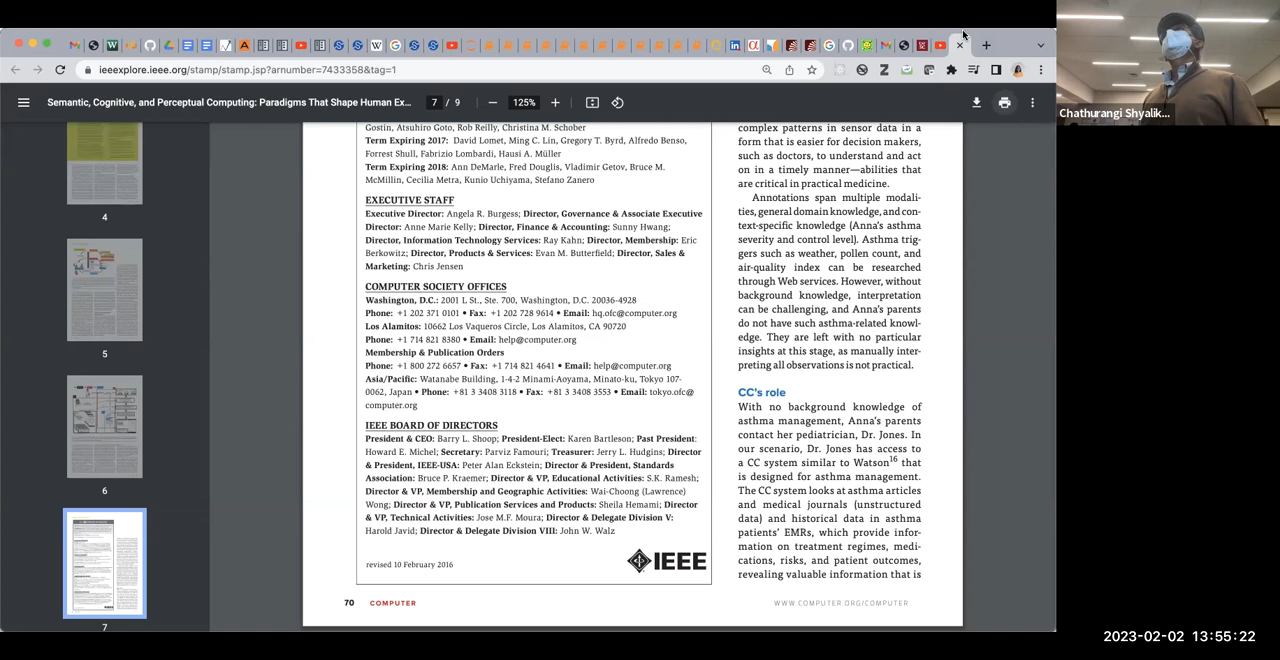 ieeexplore.ieee.org/stamp/stamp.jsp?arnumber=7433358&tag=1
Semantic, Cognitive, and Perceptual Computing: Paradigms That Shape Human Ex...
7 / 9
125%
Chathurangi Shyalik...
4
5
6
7
Gostin, Atsuhiro Goto, Rob Reilly, Christina M. Schober
Term Expiring 2017: David Lomet, Ming C. Lin, Gregory T. Byrd, Alfredo Benso,
Forrest Shull, Fabrizio Lombardi, Hausi A. Müller
Term Expiring 2018: Ann DeMarle, Fred Douglis, Vladimir Getov, Bruce M.
McMillin, Cecilia Metra, Kunio Uchiyama, Stefano Zanero
EXECUTIVE STAFF
Executive Director: Angela R. Burgess; Director, Governance & Associate Executive
Director: Anne Marie Kelly; Director, Finance & Accounting: Sunny Hwang;
Director, Information Technology Services: Ray Kahn; Director, Membership: Eric
Berkowitz; Director, Products & Services: Evan M. Butterfield; Director, Sales &
Marketing: Chris Jensen
COMPUTER SOCIETY OFFICES
Washington, D.C.: 2001 L St., Ste. 700, Washington, D.C. 20036-4928
Phone: +1 202 371 0101 • Fax: +1 202 728 9614 • Email: hq.ofc@computer.org
Los Alamitos: 10662 Los Vaqueros Circle, Los Alamitos, CA 90720
Phone: +1 714 821 8380 • Email: help@computer.org
Membership & Publication Orders
Phone: +1 800 272 6657 • Fax: +1 714 821 4641 • Email: help@computer.org
Asia/Pacific: Watanabe Building, 1-4-2 Minami-Aoyama, Minato-ku, Tokyo 107-
0062, Japan • Phone: +81 3 3408 3118 • Fax: +81 3 3408 3553 • Email: tokyo.ofc@
computer.org
IEEE BOARD OF DIRECTORS
President & CEO: Barry L. Shoop; President-Elect: Karen Bartleson; Past President:
Howard E. Michel; Secretary: Parviz Famouri; Treasurer: Jerry L. Hudgins; Director
& President, IEEE-USA: Peter Alan Eckstein; Director & President, Standards
Association: Bruce P. Kraemer; Director & VP, Educational Activities: S.K. Ramesh;
Director & VP, Membership and Geographic Activities: Wai-Choong (Lawrence)
Wong; Director & VP, Publication Services and Products: Sheila Hemami; Director
& VP, Technical Activities: Jose M.F. Moura; Director & Delegate Division V:
Harold Javid; Director & Delegate Division VIII: John W. Walz
revised 10 February 2016
IEEE
complex patterns in sensor data in a
form that is easier for decision makers,
such as doctors, to understand and act
on in a timely manner—abilities that
are critical in practical medicine.
Annotations span multiple modali-
ties, general domain knowledge, and con-
text-specific knowledge (Anna's asthma
severity and control level). Asthma trig-
gers such as weather, pollen count, and
air-quality index can be researched
through Web services. However, without
background knowledge, interpretation
can be challenging, and Anna's parents
do not have such asthma-related knowl-
edge. They are left with no particular
insights at this stage, as manually inter-
preting all observations is not practical.
CC's role
With no background knowledge of
asthma management, Anna's parents
contact her pediatrician, Dr. Jones. In
our scenario, Dr. Jones has access to
a CC system similar to Watson16 that
is designed for asthma management.
The CC system looks at asthma articles
and medical journals (unstructured
data) and historical data in asthma
patients' EMRs, which provide infor-
mation on treatment regimes, medi-
cations, risks, and patient outcomes,
revealing valuable information that is
70 COMPUTER
WWW.COMPUTER.ORG/COMPUTER
2023-02-02 13:55:22